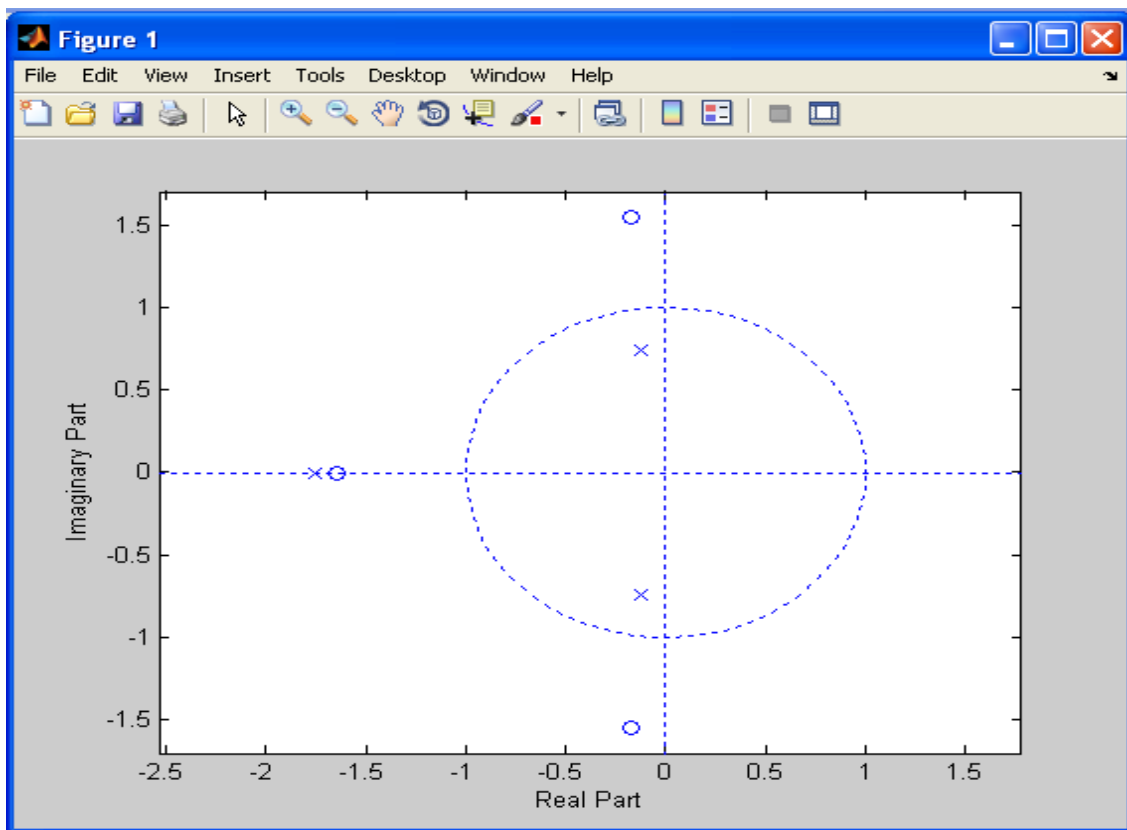 Figure 1
File Edit View Insert Tools Desktop Window Help
1.5
1
0.5
0
-0.5
-1
-1.5
Imaginary Part
-2.5 -2 -1.5 -1 -0.5 0 0.5 1 1.5
Real Part